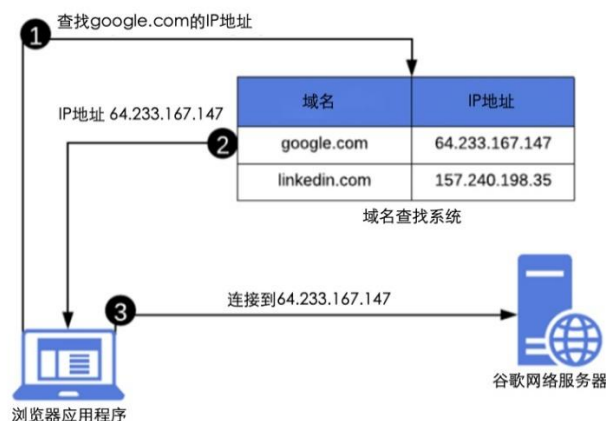 1
查找google.com的IP地址
域名 IP地址
google.com 64.233.167.147
linkedin.com 157.240.198.35
域名查找系统
IP地址 64.233.167.147
2
3
连接到64.233.167.147
谷歌网络服务器
浏览器应用程序